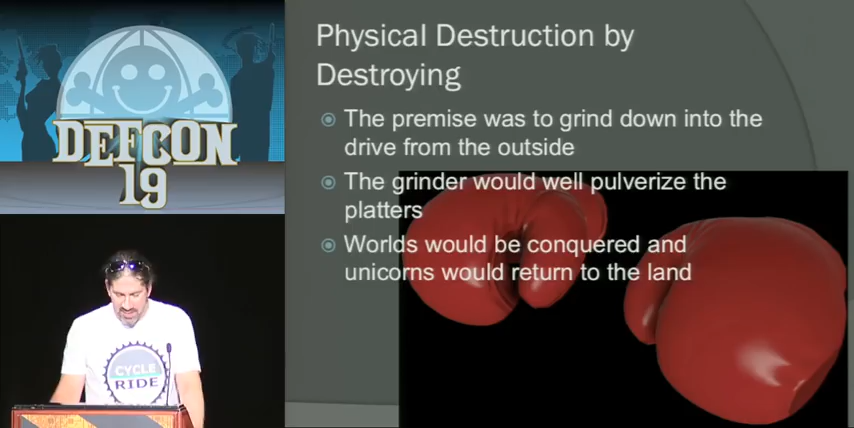 DEFCON
19
Physical Destruction by
Destroying
The premise was to grind down into the
drive from the outside
The grinder would well pulverize the
platters
Worlds would be conquered and
unicorns would return to the land
CYCLE
RIDE